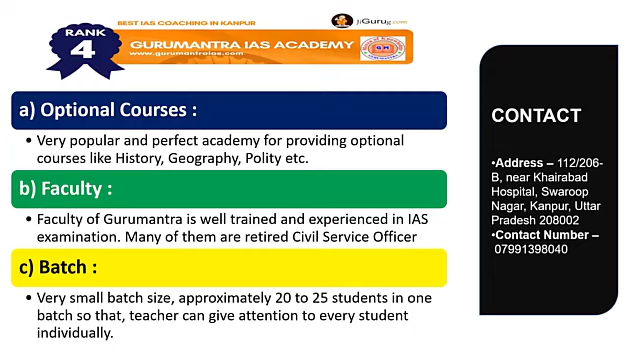 BEST IAS COACHING IN KANPUR
JiGurug.com
RANK
4
GURUMANTRA IAS ACADEMY
www.gurumantraias.com
a) Optional Courses :
• Very popular and perfect academy for providing optional
courses like History, Geography, Polity etc.
b) Faculty :
• Faculty of Gurumantra is well trained and experienced in IAS
examination. Many of them are retired Civil Service Officer
c) Batch :
• Very small batch size, approximately 20 to 25 students in one
batch so that, teacher can give attention to every student
individually.
CONTACT
•Address – 112/206-
B, near Khairabad
Hospital, Swaroop
Nagar, Kanpur, Uttar
Pradesh 208002
•Contact Number –
07991398040